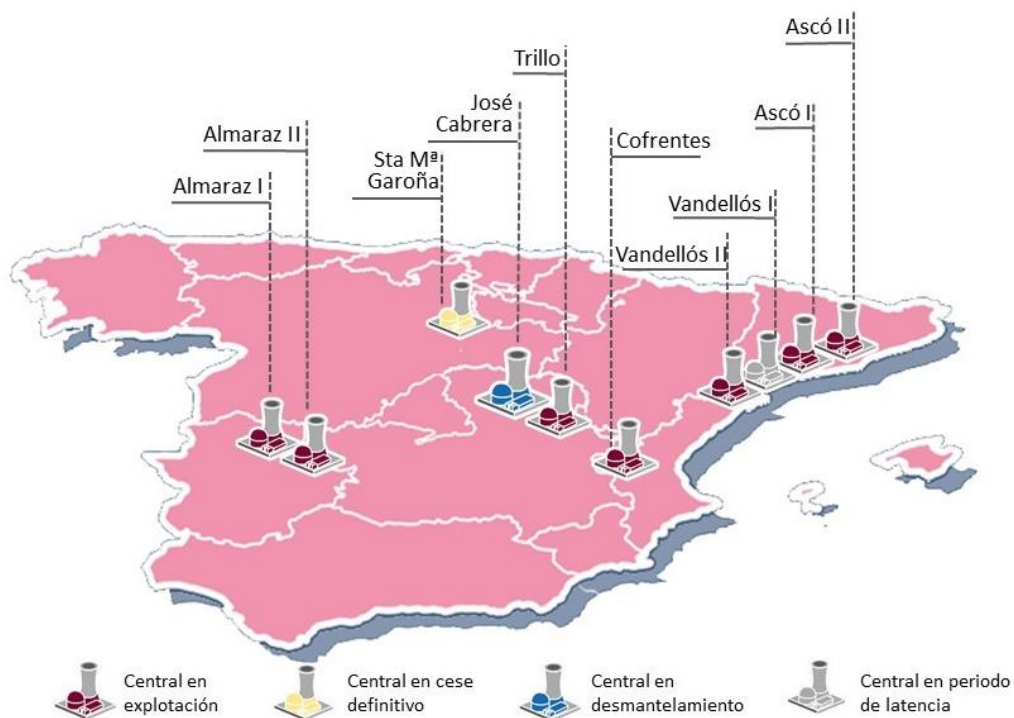 Ascó II
Trillo
José
Cabrera
Ascó I
Almaraz II
Cofrentes
Sta Mª
Garoña
Almaraz I
Vandellós I
Vandellós II
Central en
explotación
Central en cese
definitivo
Central en
desmantelamiento
Central en periodo
de latencia